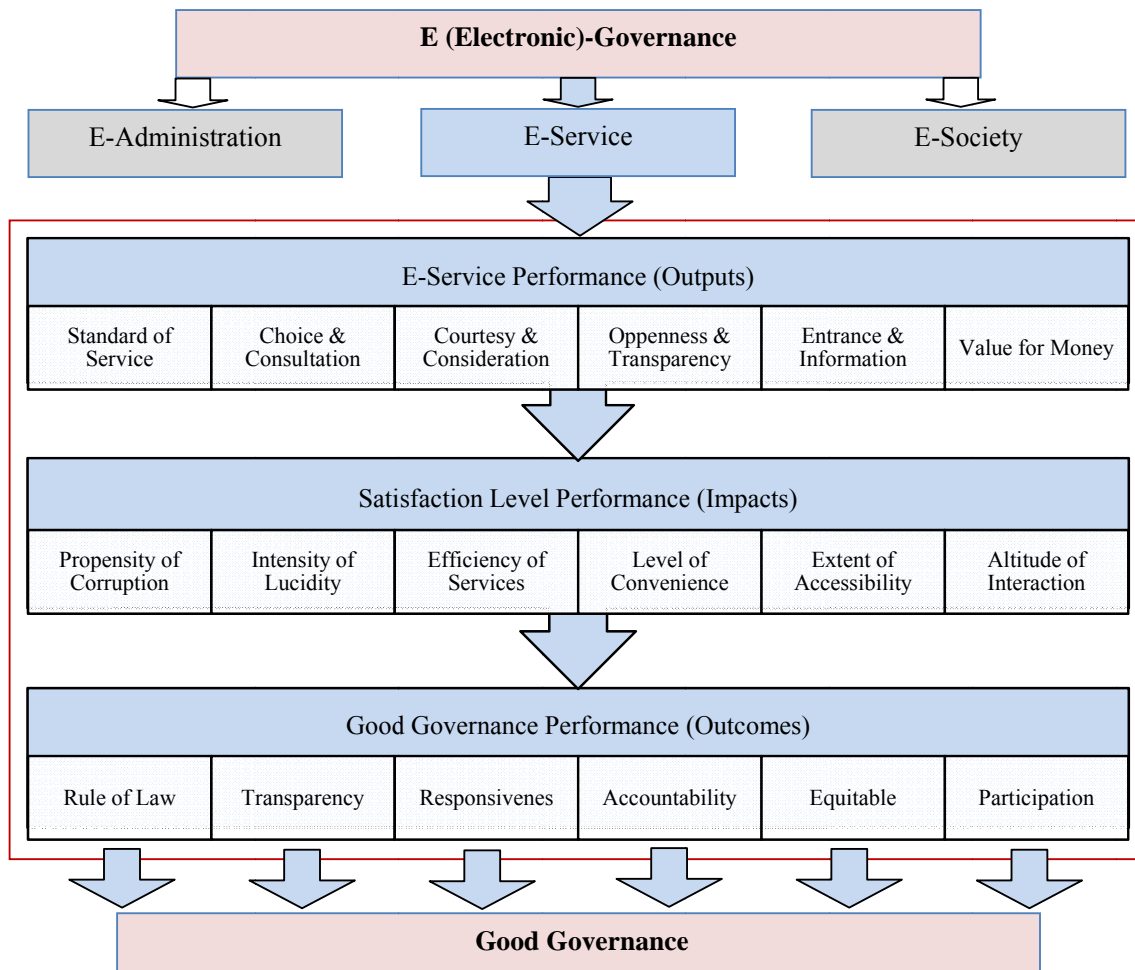 E (Electronic)-Governance
E-Administration
E-Service
E-Society
E-Service Performance (Outputs)
Standard of
Service
Choice &
Consultation
Courtesy &
Consideration
Oppenness &
Transparency
Entrance &
Information
Value for Money
Satisfaction Level Performance (Impacts)
Propensity of
Corruption
Intensity of
Lucidity
Efficiency of
Services
Level of
Convenience
Extent of
Accessibility
Altitude of
Interaction
Good Governance Performance (Outcomes)
Rule of Law
Transparency
Responsivenes
Accountability
Equitable
Participation
Good Governance